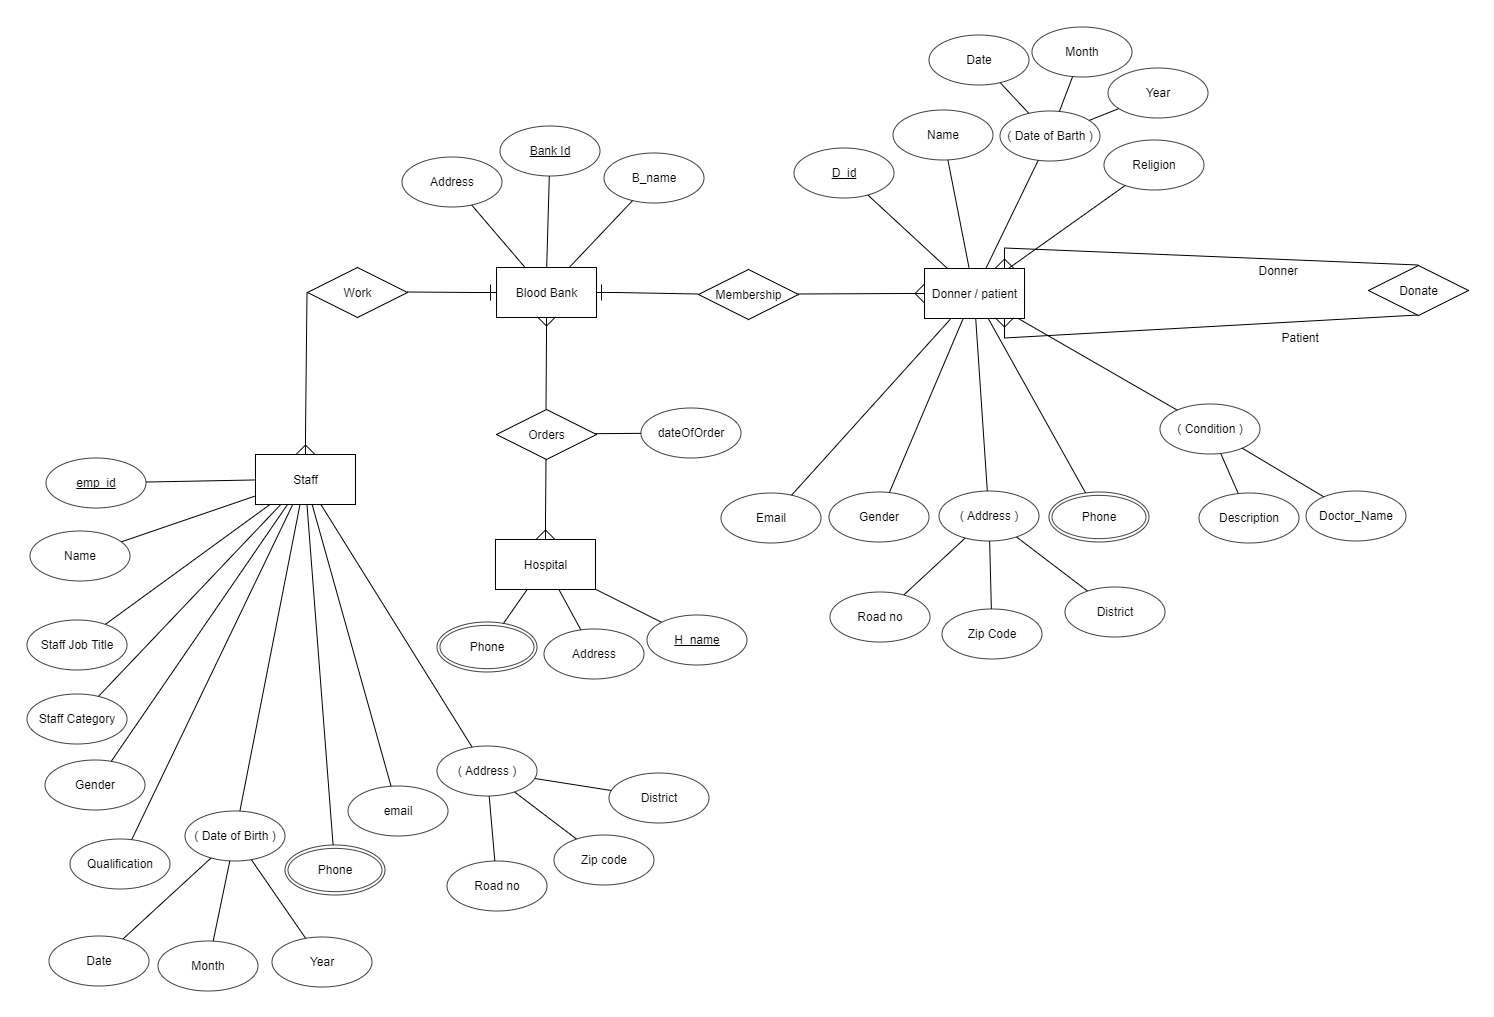 Date
Month
Year
Name
( Date of Barth )
Bank Id
Religion
D_id
B_name
Address
Donner
Work
Blood Bank
Membership
Donner / patient
Donate
Patient
Orders
dateOfOrder
( Condition )
Staff
emp_id
Email
Gender
( Address )
Phone
Description
Doctor_Name
Name
Hospital
Road no
Zip Code
District
Staff Job Title
Phone
Address
H_name
Staff Category
Gender
( Address )
District
email
( Date of Birth )
Qualification
Phone
Zip code
Road no
Date
Month
Year